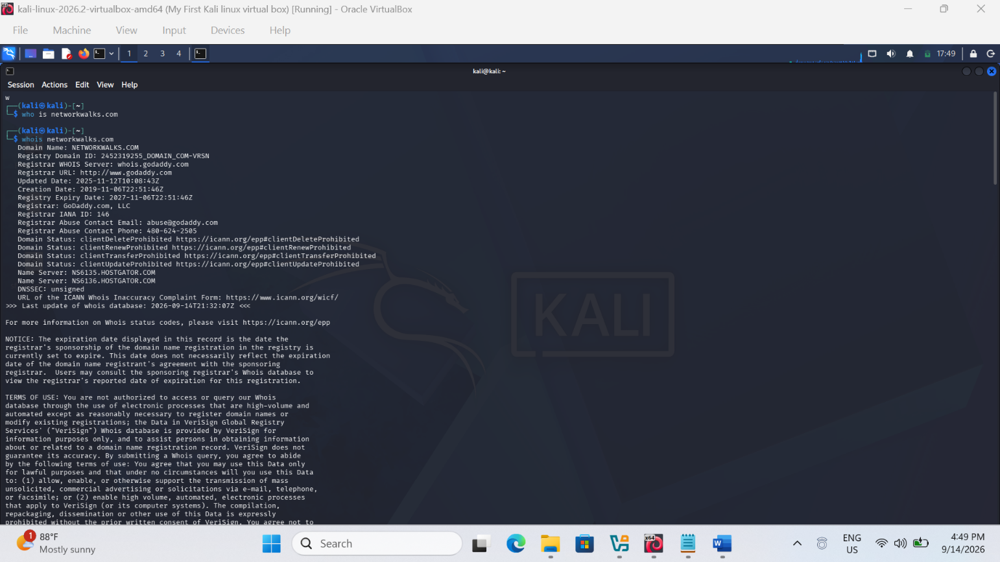 kali-linux-2026.2-virtualbox-amd64 (My First Kali linux virtual box) [Running] - Oracle VirtualBox
File Machine View Input Devices Help
1 2 3 4 17:49
kali@kali: ~
Session Actions Edit View Help
w
┌──(kali㉿kali)-[~]
└─$ who is networkwalks.com
┌──(kali㉿kali)-[~]
└─$ whois networkwalks.com
Domain Name: NETWORKWALKS.COM
Registry Domain ID: 2452319255_DOMAIN_COM-VRSN
Registrar WHOIS Server: whois.godaddy.com
Registrar URL: http://www.godaddy.com
Updated Date: 2025-11-12T10:08:43Z
Creation Date: 2019-11-06T22:51:46Z
Registry Expiry Date: 2027-11-06T22:51:46Z
Registrar: GoDaddy.com, LLC
Registrar IANA ID: 146
Registrar Abuse Contact Email: abuse@godaddy.com
Registrar Abuse Contact Phone: 480-624-2505
Domain Status: clientDeleteProhibited https://icann.org/epp#clientDeleteProhibited
Domain Status: clientRenewProhibited https://icann.org/epp#clientRenewProhibited
Domain Status: clientTransferProhibited https://icann.org/epp#clientTransferProhibited
Domain Status: clientUpdateProhibited https://icann.org/epp#clientUpdateProhibited
Name Server: NS6135.HOSTGATOR.COM
Name Server: NS6136.HOSTGATOR.COM
DNSSEC: unsigned
URL of the ICANN Whois Inaccuracy Complaint Form: https://www.icann.org/wicf/
>>> Last update of whois database: 2026-09-14T21:32:07Z <<<
For more information on Whois status codes, please visit https://icann.org/epp
NOTICE: The expiration date displayed in this record is the date the
registrar's sponsorship of the domain name registration in the registry is
currently set to expire. This date does not necessarily reflect the expiration
date of the domain name registrant's agreement with the sponsoring
registrar.  Users may consult the sponsoring registrar's Whois database to
view the registrar's reported date of expiration for this registration.
TERMS OF USE: You are not authorized to access or query our Whois
database through the use of electronic processes that are high-volume and
automated except as reasonably necessary to register domain names or
modify existing registrations; the Data in VeriSign Global Registry
Services' ("VeriSign") Whois database is provided by VeriSign for
information purposes only, and to assist persons in obtaining information
about or related to a domain name registration record. VeriSign does not
guarantee its accuracy. By submitting a Whois query, you agree to abide
by the following terms of use: You agree that you may use this Data only
for lawful purposes and that under no circumstances will you use this Data
to: (1) allow, enable, or otherwise support the transmission of mass
unsolicited, commercial advertising or solicitations via e-mail, telephone,
or facsimile; or (2) enable high volume, automated, electronic processes
that apply to VeriSign (or its computer systems). The compilation,
repackaging, dissemination or other use of this Data is expressly
prohibited without the prior written consent of VeriSign. You agree not to
KALI
1 88°F
Mostly sunny
Search
x64
W
ENG
US
4:49 PM
9/14/2026